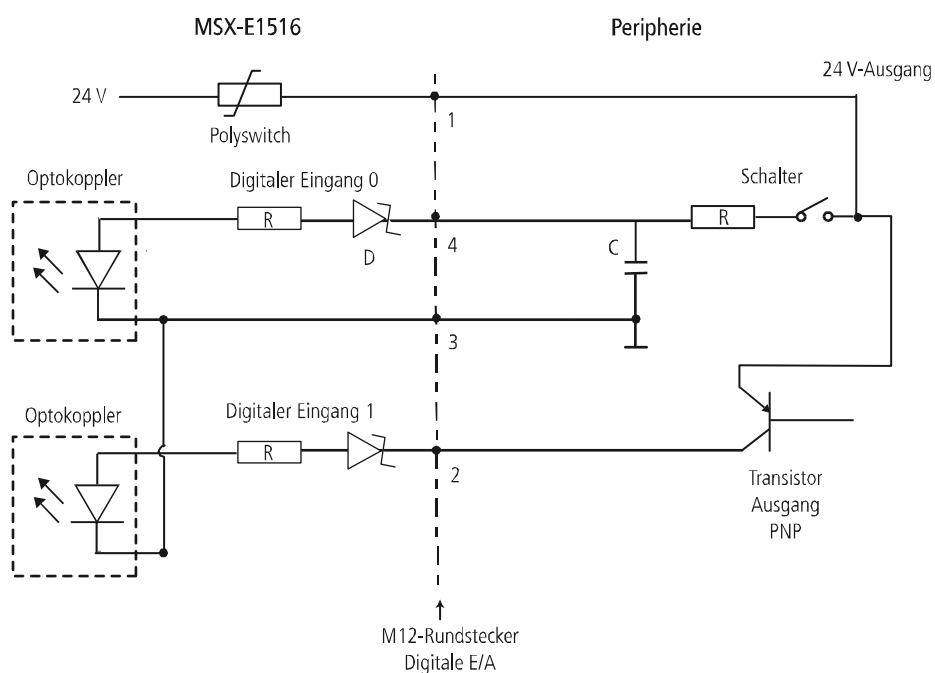 MSX-E1516
Peripherie
24 V-Ausgang
24 V
1
Polyswitch
Optokoppler
Digitaler Eingang 0
Schalter
R
R
D
4
C
3
Optokoppler
Digitaler Eingang 1
R
2
Transistor
Ausgang
PNP
M12-Rundstecker
Digitale E/A